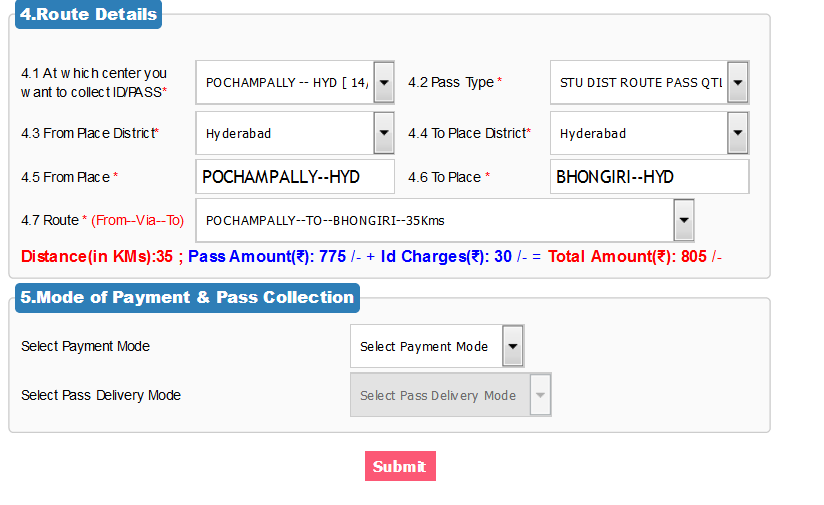 4.Route Details
4.1 At which center you want to collect ID/PASS* POCHAMPALLY -- HYD [ 14/ 4.2 Pass Type * STU DIST ROUTE PASS QTL
4.3 From Place District* Hyderabad 4.4 To Place District* Hyderabad
4.5 From Place * POCHAMPALLY--HYD 4.6 To Place * BHONGIRI--HYD
4.7 Route * (From--Via--To) POCHAMPALLY--TO--BHONGIRI--35Kms
Distance(in KMs):35 ; Pass Amount(₹): 775 /- + Id Charges(₹): 30 /- = Total Amount(₹): 805 /-
5.Mode of Payment & Pass Collection
Select Payment Mode Select Payment Mode
Select Pass Delivery Mode Select Pass Delivery Mode
Submit